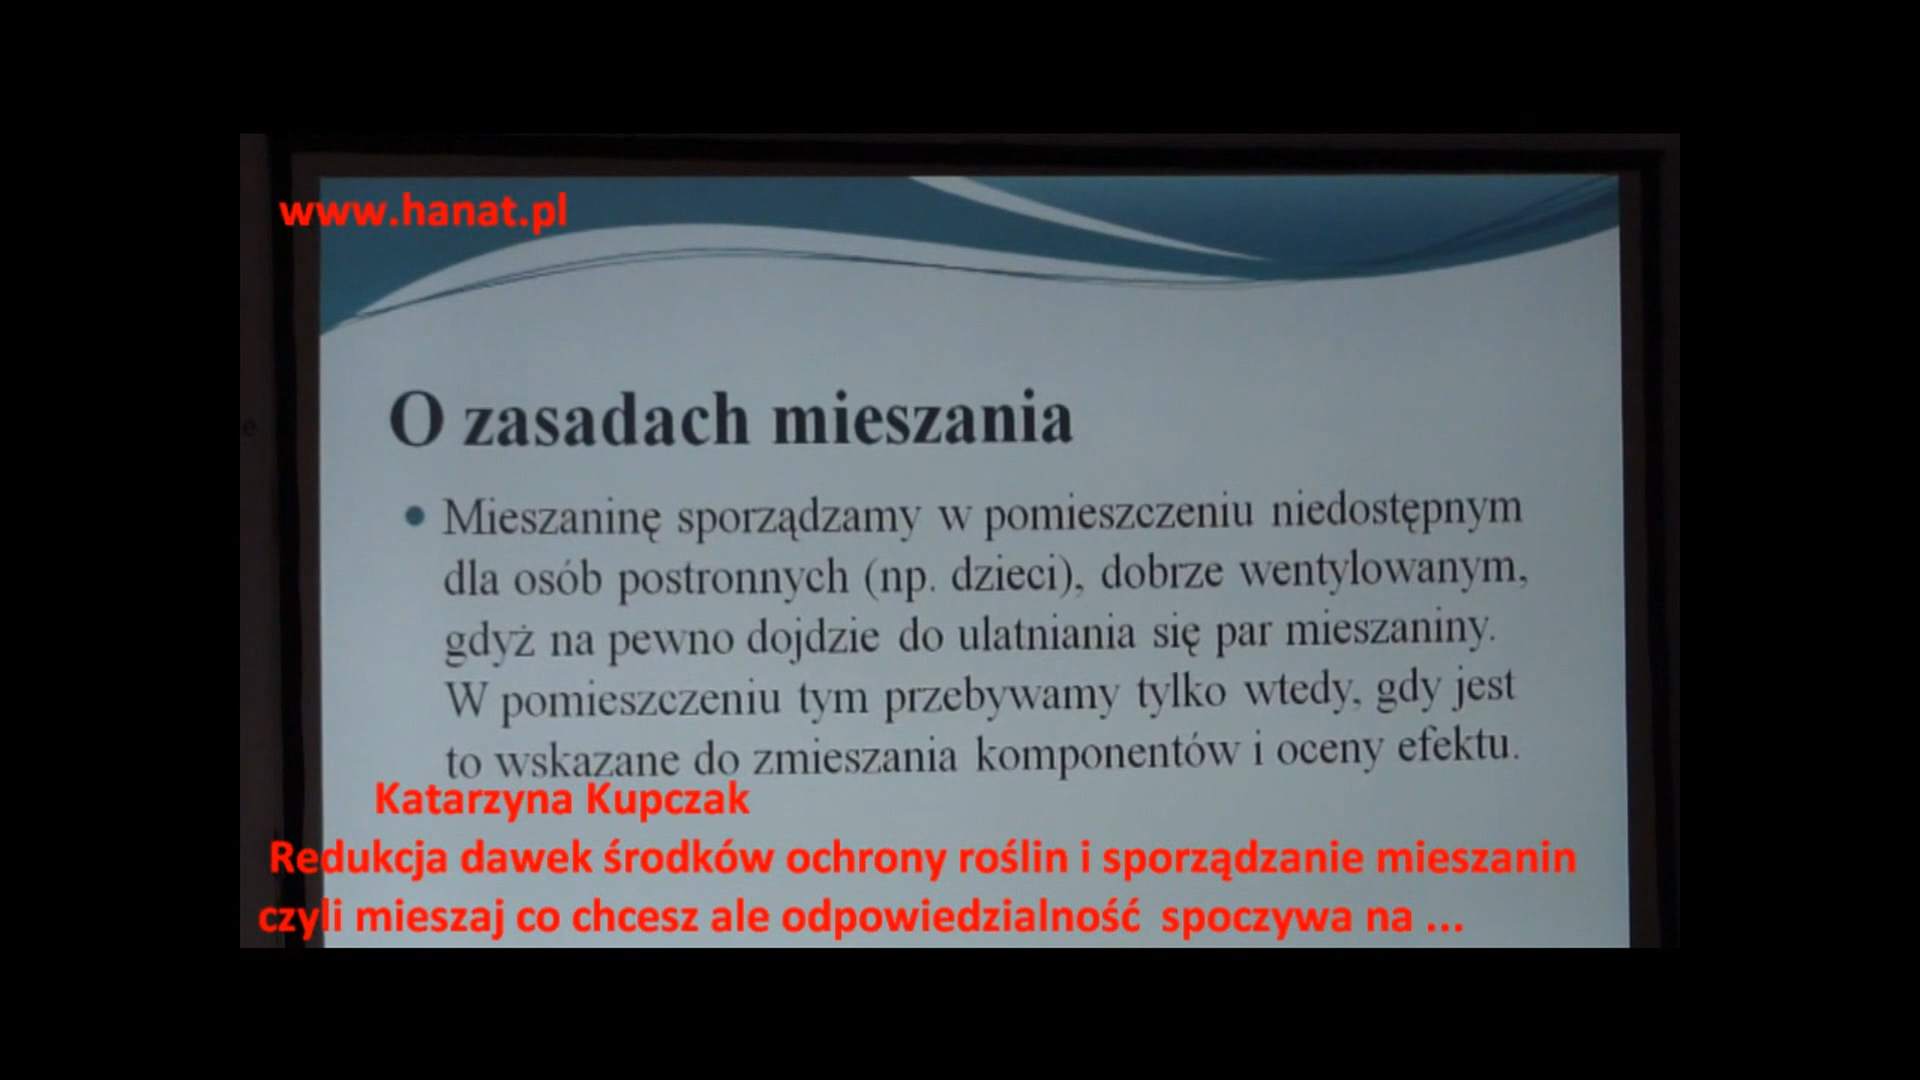 www.hanat.pl
O zasadach mieszania
• Mieszaninę sporządzamy w pomieszczeniu niedostępnym
dla osób postronnych (np. dzieci), dobrze wentylowanym,
gdyż na pewno dojdzie do ulatniania się par mieszaniny.
W pomieszczeniu tym przebywamy tylko wtedy, gdy jest
to wskazane do zmieszania komponentów i oceny efektu.
Katarzyna Kupczak
Redukcja dawek środków ochrony roślin i sporządzanie mieszanin
czyli mieszaj co chcesz ale odpowiedzialność spoczywa na ...